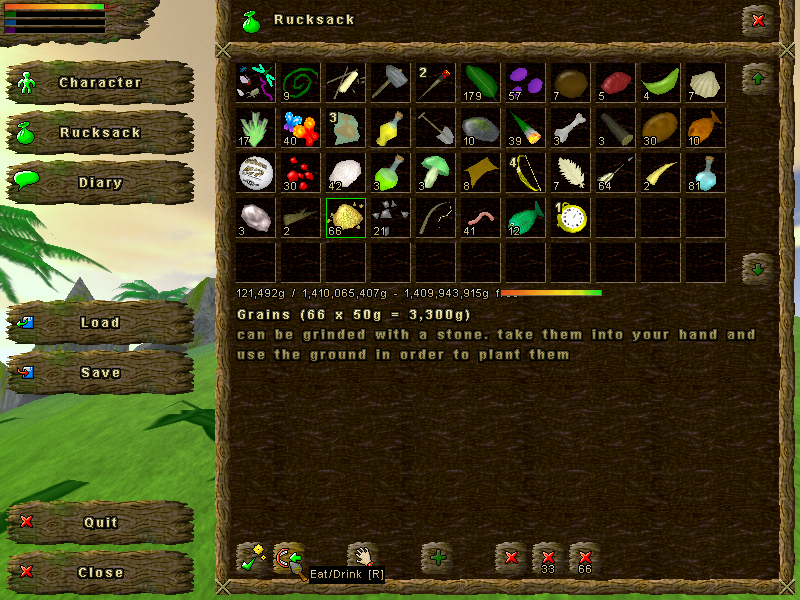 Rucksack
Character
Rucksack
Diary
Load
Save
Quit
Close
2
9 179 57 7 5 4 7
3
17 40 10 39 3 30 10
4
30 42 3 3 8 7 64 2 81
1
3 2 66 21 41 12
121,492g / 1,410,065,407g - 1,409,943,915g f
Grains (66 x 50g = 3,300g)
can be grinded with a stone. take them into your hand and
use the ground in order to plant them
33 66
Eat/Drink [R]